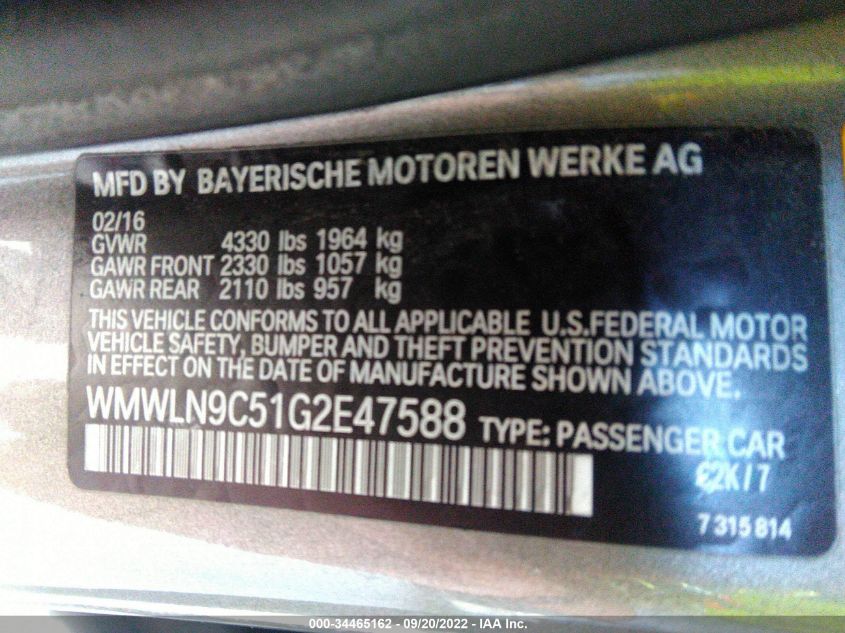 MFD BY BAYERISCHE MOTOREN WERKE AG
02/16
GVWR 4330 lbs 1964 kg
GAWR FRONT 2330 lbs 1057 kg
GAWR REAR 2110 lbs 957 kg
THIS VEHICLE CONFORMS TO ALL APPLICABLE U.S.FEDERAL MOTOR
VEHICLE SAFETY, BUMPER AND THEFT PREVENTION STANDARDS
IN EFFECT ON THE DATE OF MANUFACTURE SHOWN ABOVE.
WMWLN9C51G2E47588 TYPE: PASSENGER CAR
7 315 814
000-34465162 - 09/20/2022 - IAA Inc.